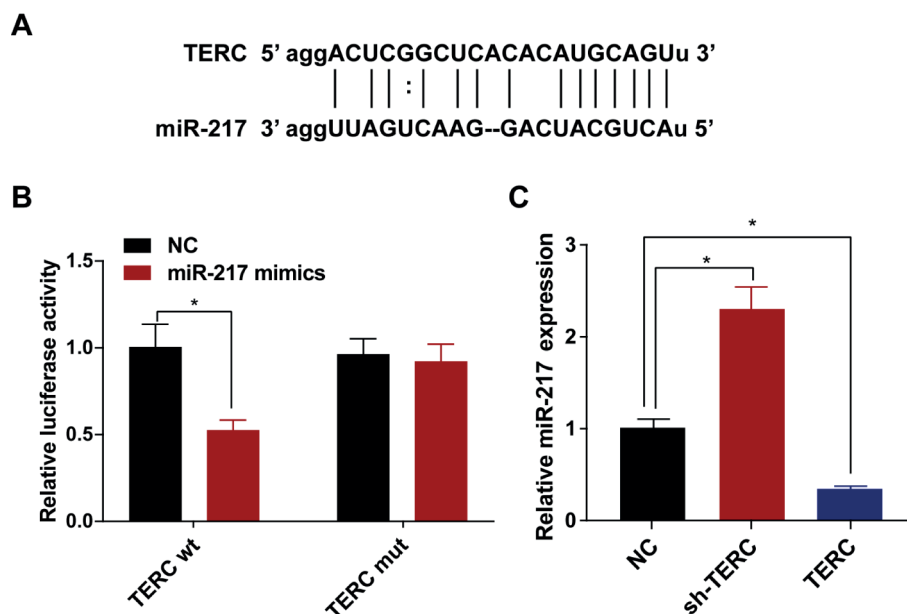 A
TERC 5’ aggACUCGGCUCACACAUGCAGUu 3’
miR-217 3’ aggUUAGUCAAG--GACUACGUCAu 5’
B
NC
miR-217 mimics
*
Relative luciferase activity
1.5
1.0
0.5
0.0
TERC wt
TERC mut
C
*
*
Relative miR-217 expression
3
2
1
0
NC
sh-TERC
TERC